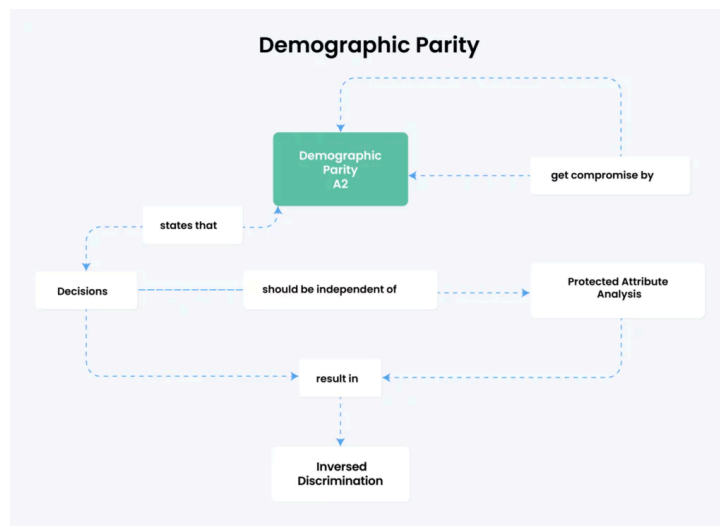 Demographic Parity
Demographic
Parity
A2
get compromise by
states that
Decisions
should be independent of
Protected Attribute
Analysis
result in
Inversed
Discrimination